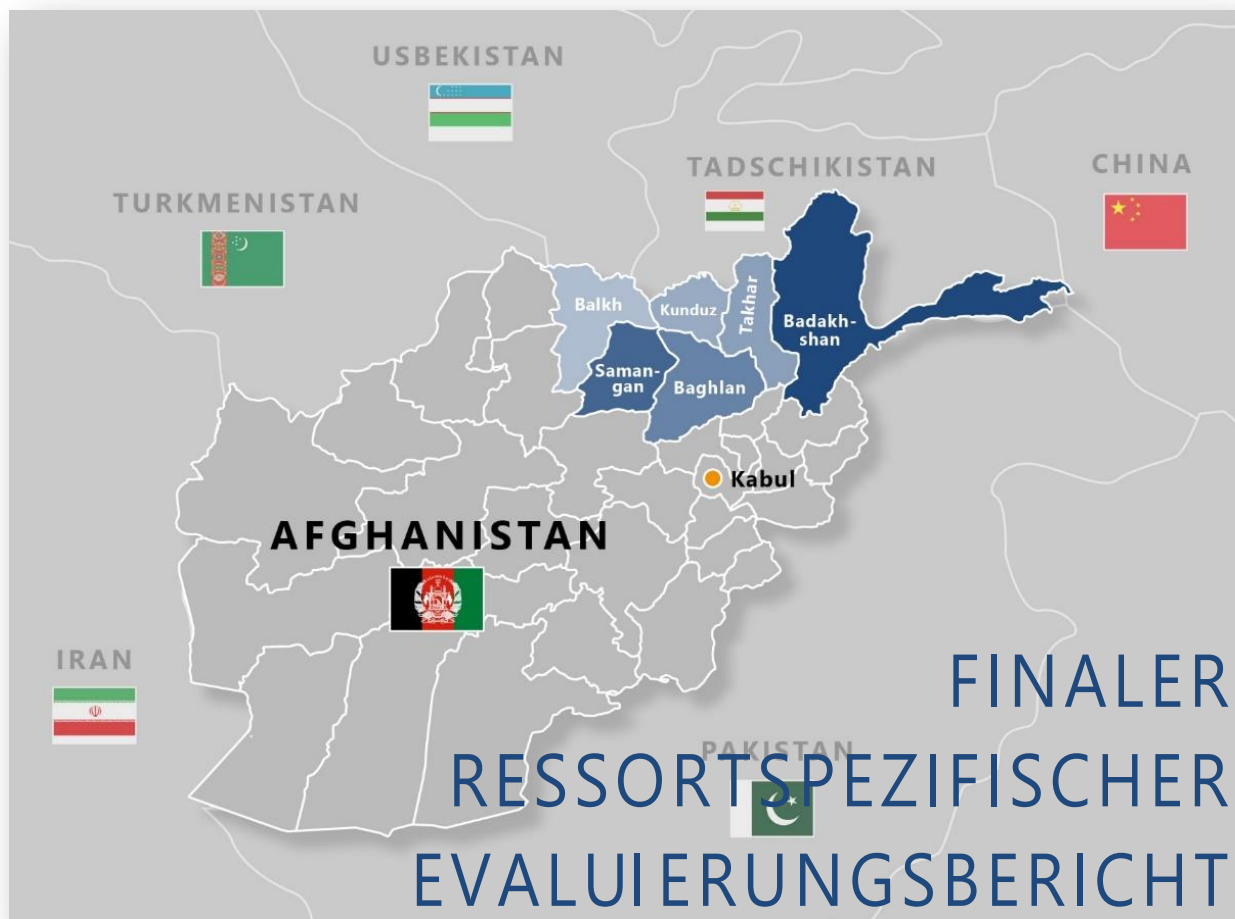 USBEKISTAN
TADSCHIKISTAN
CHINA
TURKMENISTAN
Balkh
Kunduz
Takhar
Badakh-
shan
Saman-
gan
Baghlan
Kabul
AFGHANISTAN
IRAN
PAKISTAN
FINALER
RESSORTSPEZIFISCHER
EVALUIERUNGSBERICHT